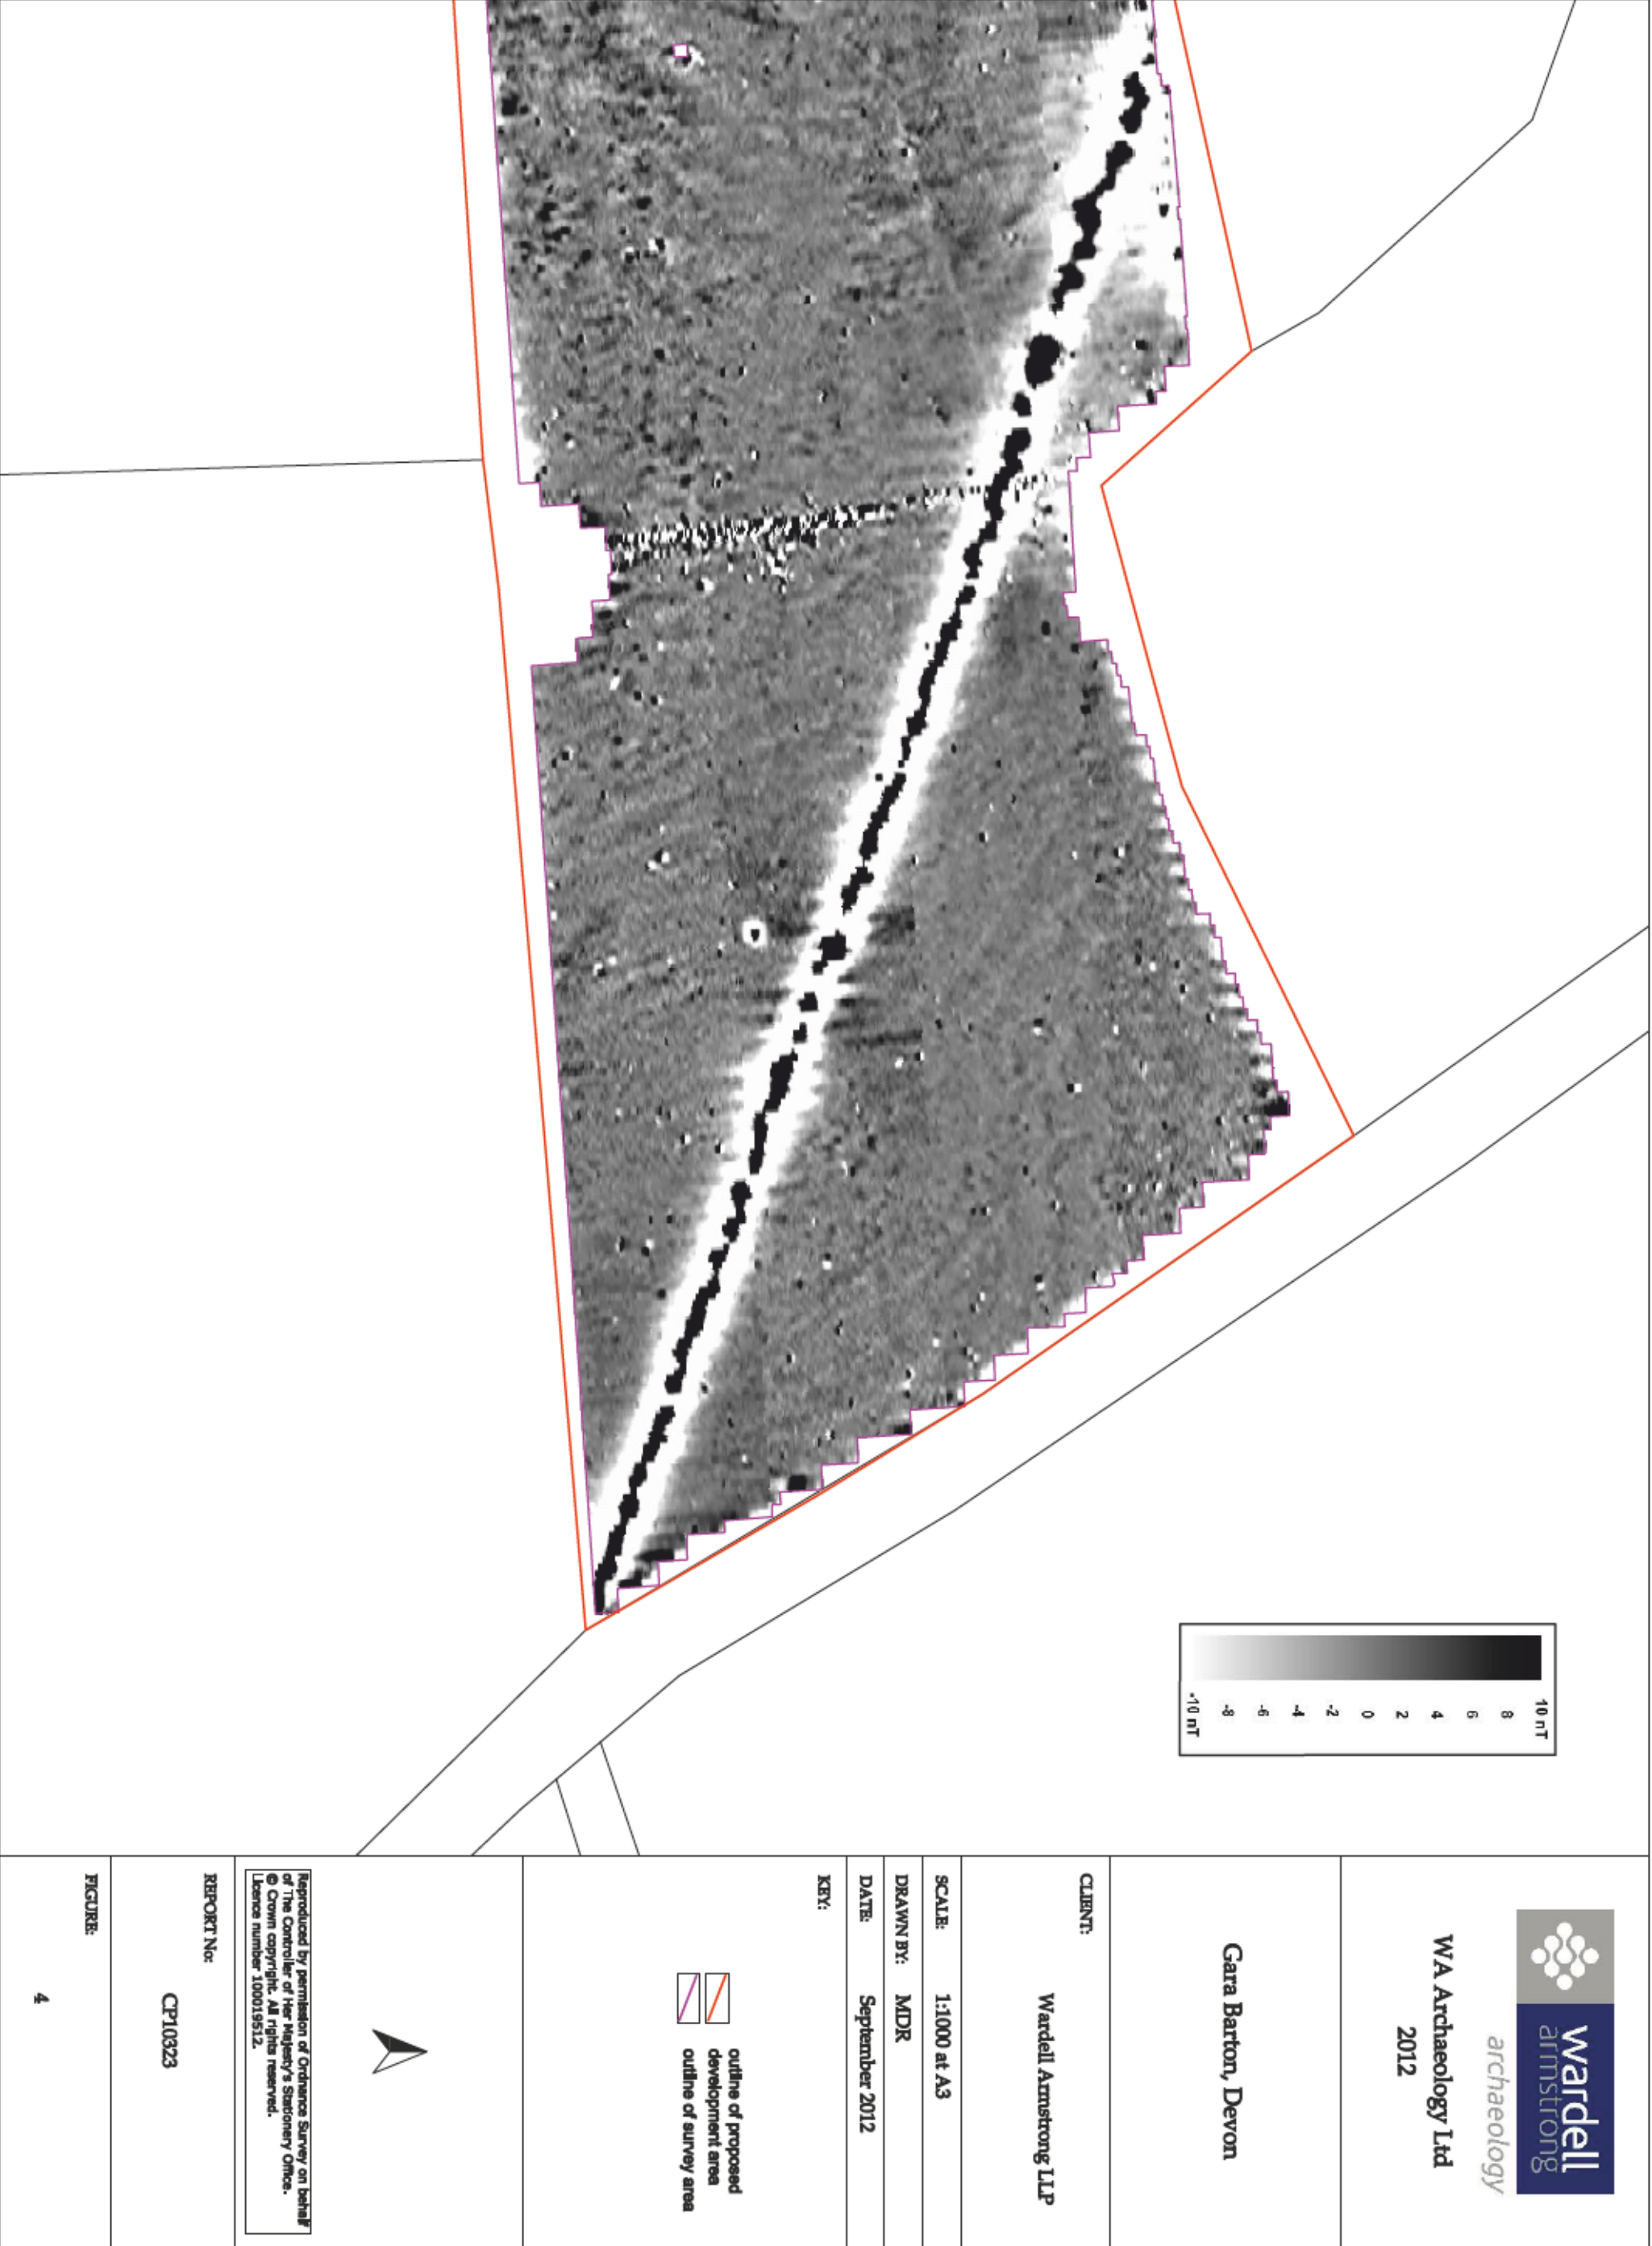 10 nT
8
6
4
2
0
-2
-4
-6
-8
-10 nT
wardell
armstrong
archaeology
WA Archaeology Ltd
2012
Gara Barton, Devon
CLIENT:
Wardell Armstrong LLP
SCALE: 1:1000 at A3
DRAWN BY: MDR
DATE: September 2012
KEY:
outline of proposed
development area
outline of survey area
Reproduced by permission of Ordnance Survey on behalf
of The Controller of Her Majesty's Stationery Office.
© Crown copyright. All rights reserved.
Licence number 100019512.
REPORT No:
CP10323
FIGURE:
4